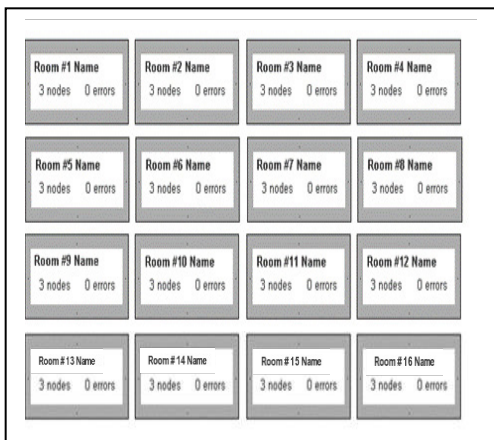 Room #1 Name Room #2 Name Room #3 Name Room #4 Name
3 nodes 0 errors 3 nodes 0 errors 3 nodes 0 errors 3 nodes 0 errors
Room #5 Name Room #6 Name Room #7 Name Room #8 Name
3 nodes 0 errors 3 nodes 0 errors 3 nodes 0 errors 3 nodes 0 errors
Room #9 Name Room #10 Name Room #11 Name Room #12 Name
3 nodes 0 errors 3 nodes 0 errors 3 nodes 0 errors 3 nodes 0 errors
Room #13 Name Room #14 Name Room #15 Name Room #16 Name
3 nodes 0 errors 3 nodes 0 errors 3 nodes 0 errors 3 nodes 0 errors